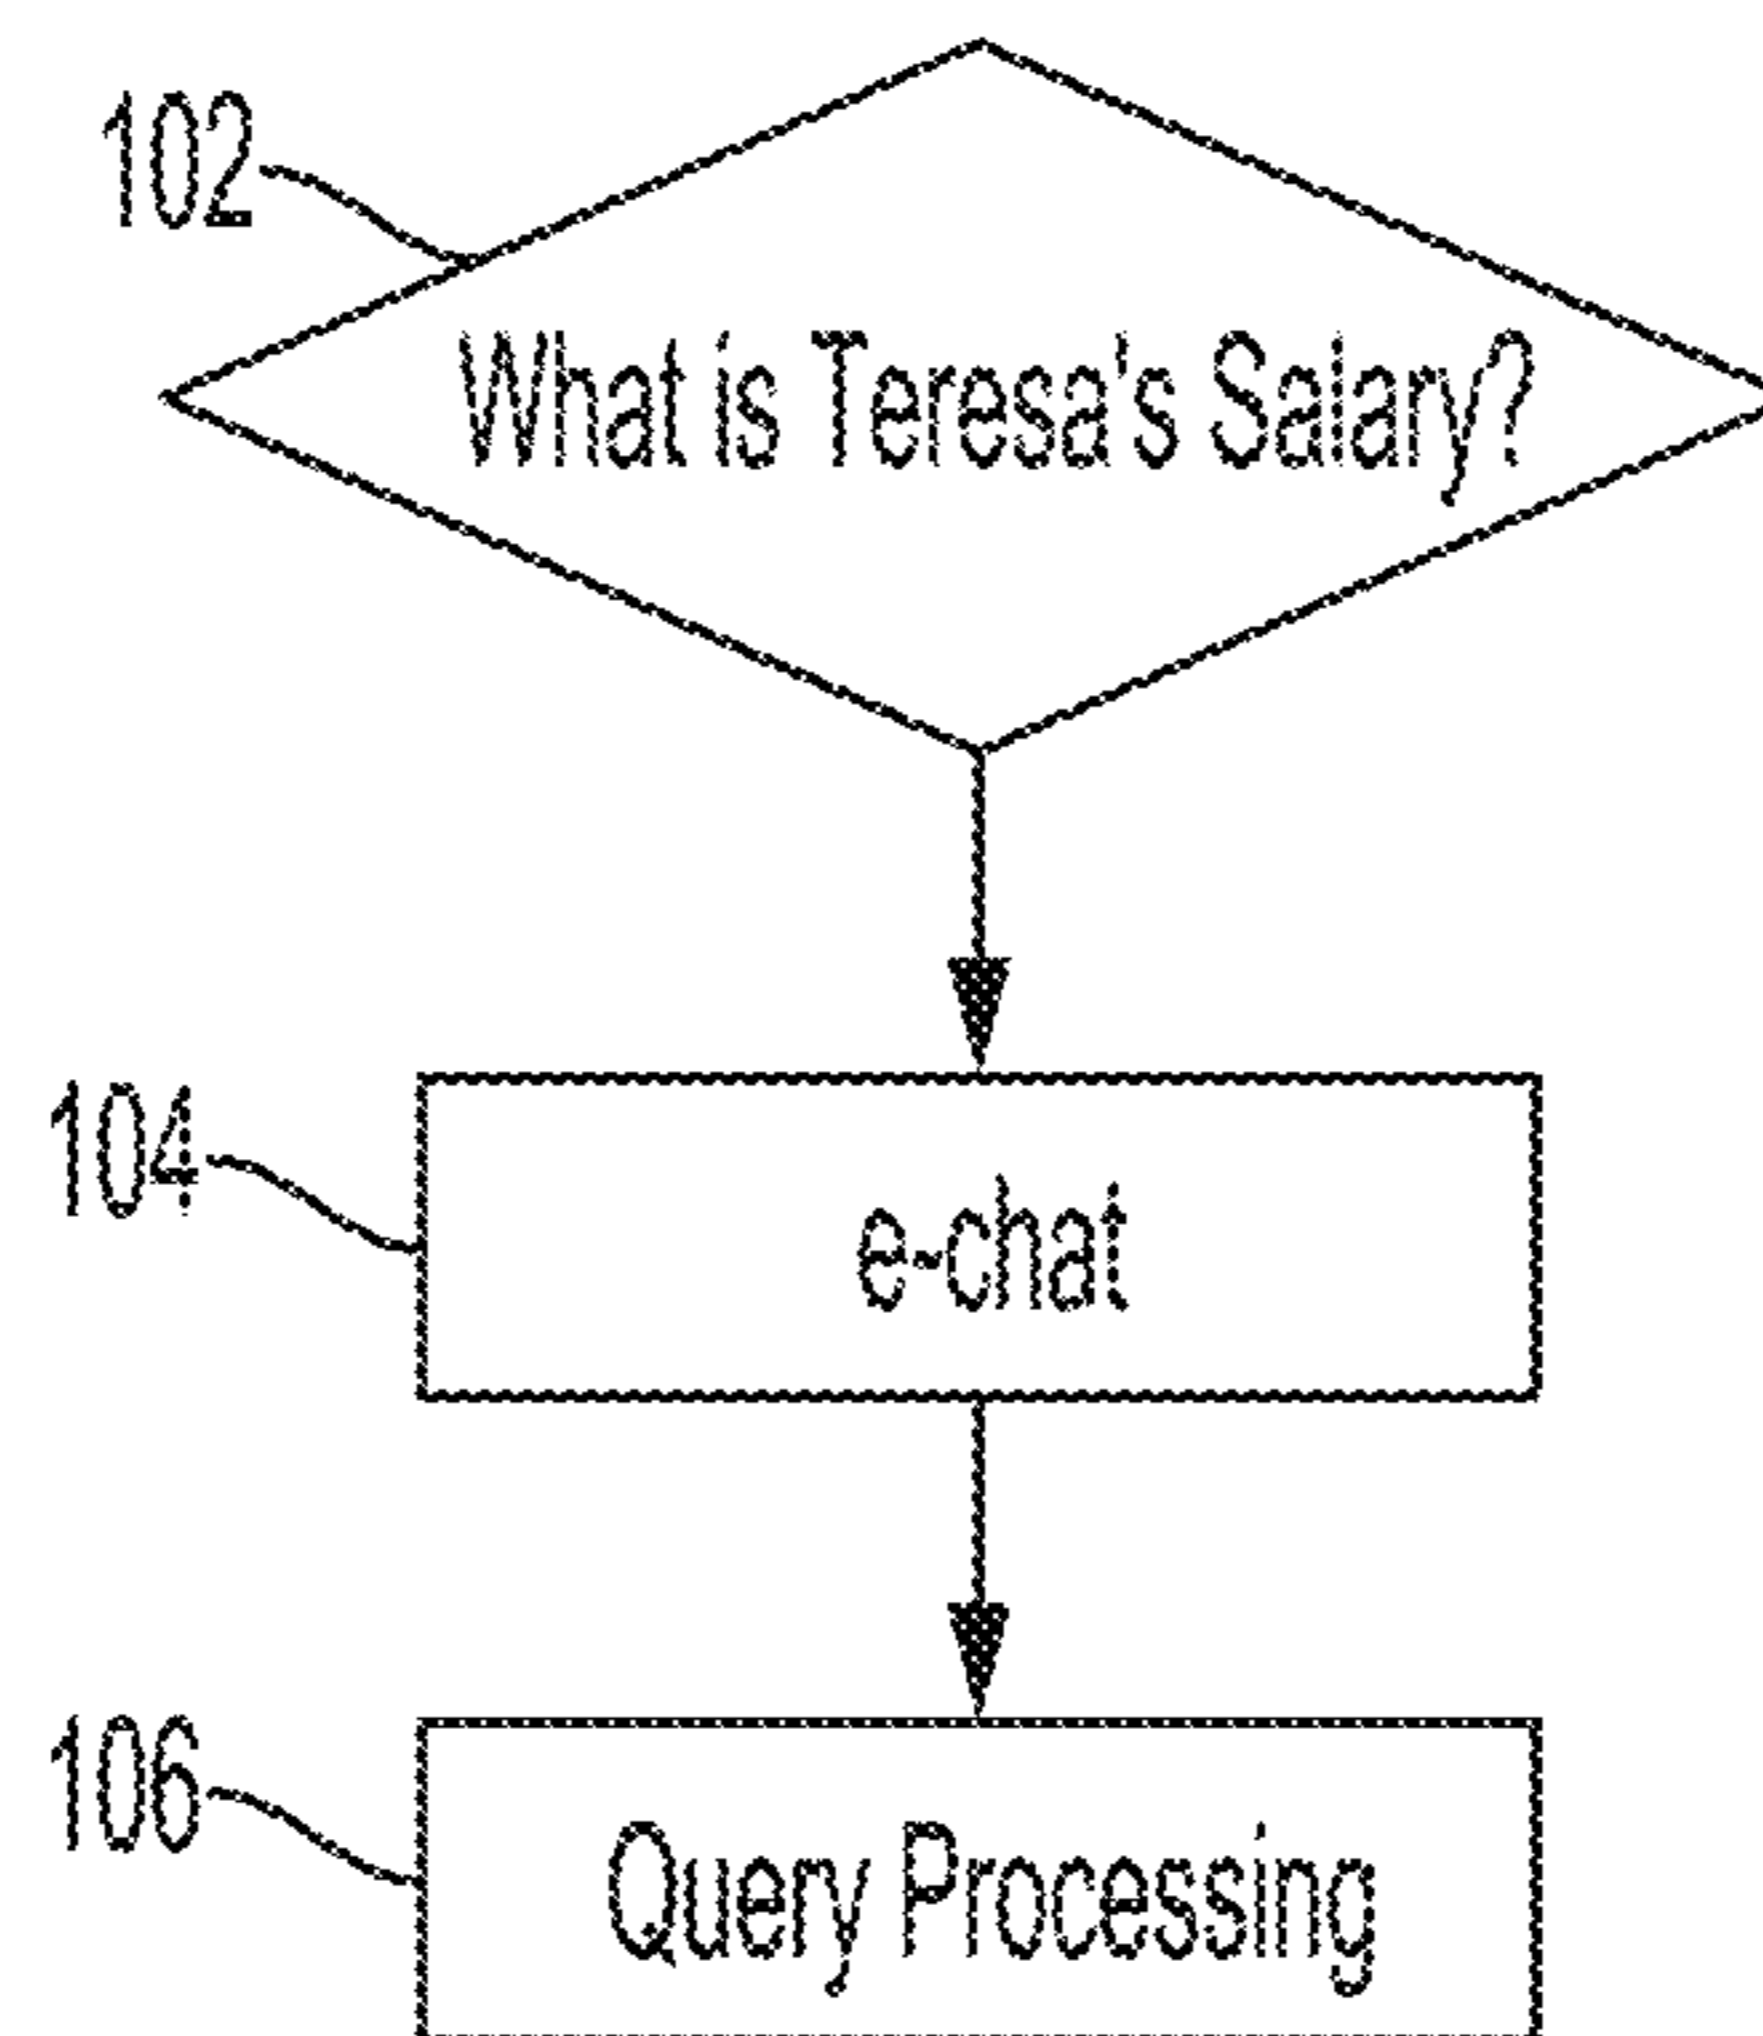 102
What is Teresa's Salary?
104
e-chat
106
Query Processing